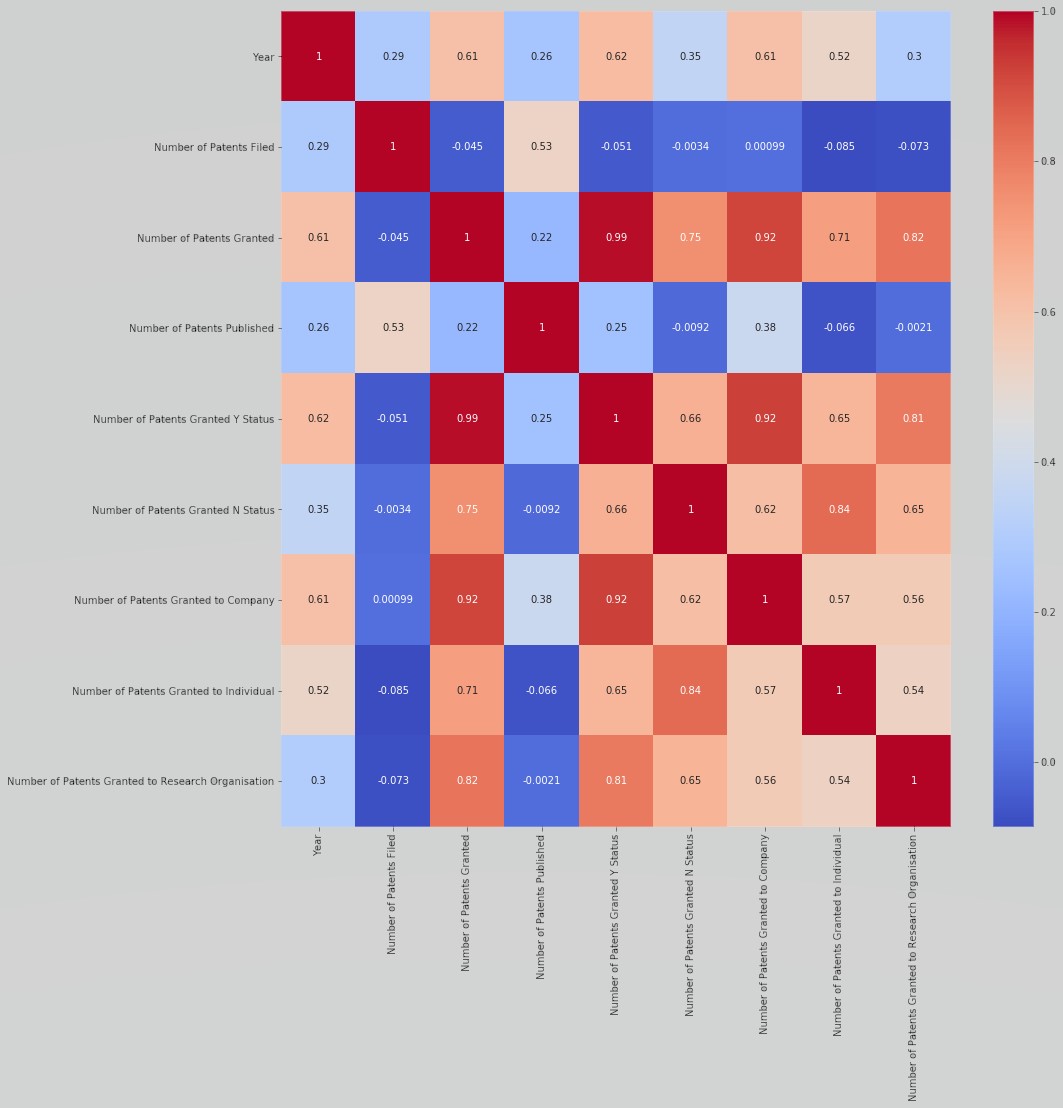 Year 1 0.29 0.61 0.26 0.62 0.35 0.61 0.52 0.3
Number of Patents Filed 0.29 1 -0.045 0.53 -0.051 -0.0034 0.00099 -0.085 -0.073
Number of Patents Granted 0.61 -0.045 1 0.22 0.99 0.75 0.92 0.71 0.82
Number of Patents Published 0.26 0.53 0.22 1 0.25 -0.0092 0.38 -0.066 -0.0021
Number of Patents Granted Y Status 0.62 -0.051 0.99 0.25 1 0.66 0.92 0.65 0.81
Number of Patents Granted N Status 0.35 -0.0034 0.75 -0.0092 0.66 1 0.62 0.84 0.65
Number of Patents Granted to Company 0.61 0.00099 0.92 0.38 0.92 0.62 1 0.57 0.56
Number of Patents Granted to Individual 0.52 -0.085 0.71 -0.066 0.65 0.84 0.57 1 0.54
Number of Patents Granted to Research Organisation 0.3 -0.073 0.82 -0.0021 0.81 0.65 0.56 0.54 1
Year
Number of Patents Filed
Number of Patents Granted
Number of Patents Published
Number of Patents Granted Y Status
Number of Patents Granted N Status
Number of Patents Granted to Company
Number of Patents Granted to Individual
Number of Patents Granted to Research Organisation
1.0
0.8
0.6
0.4
0.2
0.0